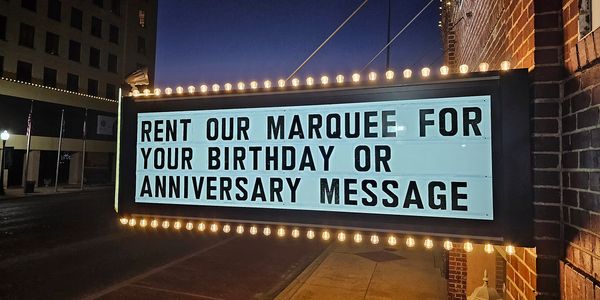 RENT OUR MARQUEE FOR
YOUR BIRTHDAY OR
ANNIVERSARY MESSAGE